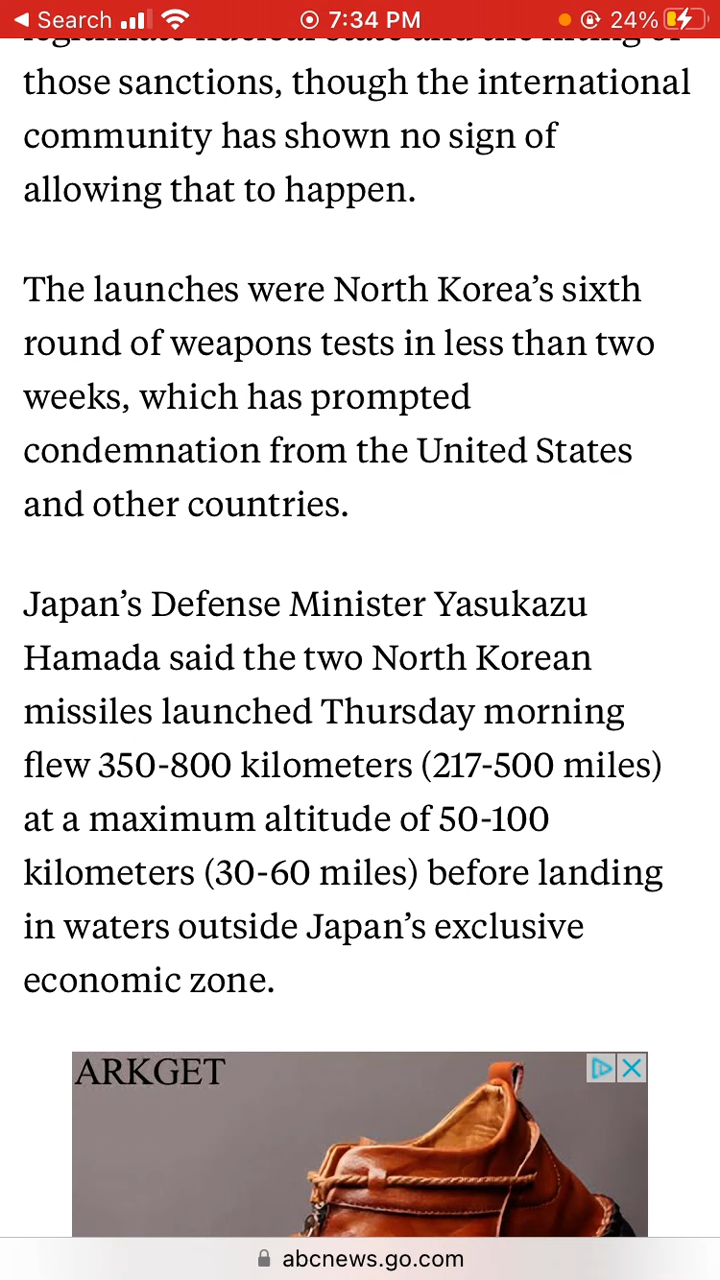 Search
7:34 PM
24%
those sanctions, though the international
community has shown no sign of
allowing that to happen.
The launches were North Korea’s sixth
round of weapons tests in less than two
weeks, which has prompted
condemnation from the United States
and other countries.
Japan’s Defense Minister Yasukazu
Hamada said the two North Korean
missiles launched Thursday morning
flew 350-800 kilometers (217-500 miles)
at a maximum altitude of 50-100
kilometers (30-60 miles) before landing
in waters outside Japan’s exclusive
economic zone.
ARKGET
abcnews.go.com